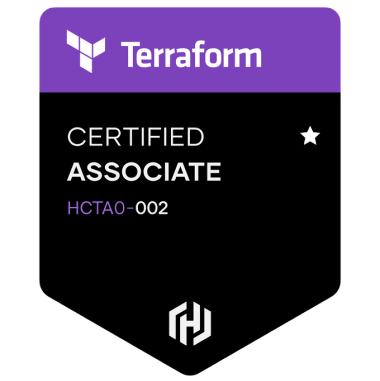 Terraform
CERTIFIED
ASSOCIATE
HCTA0-002